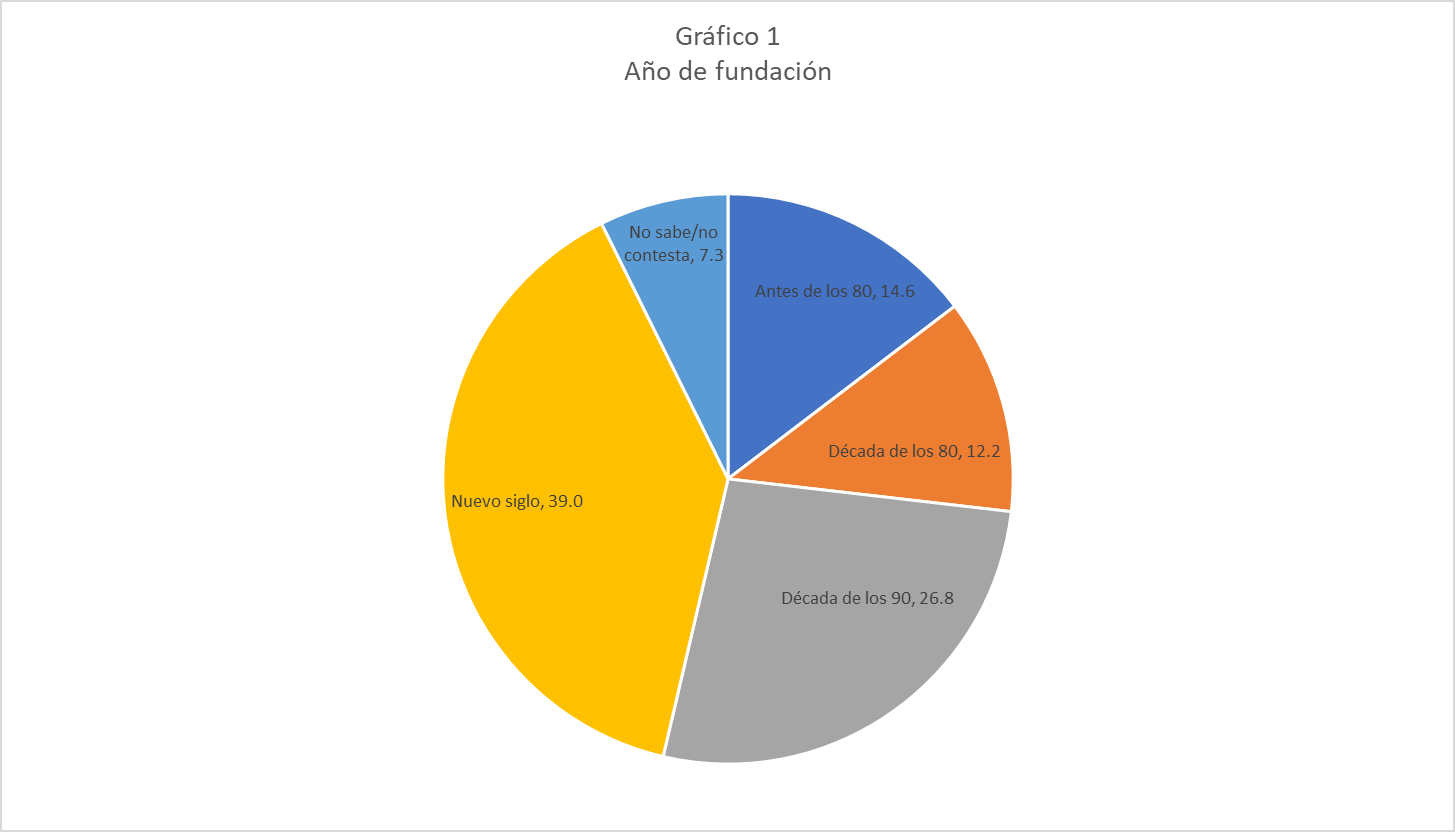 Gráfico 1
Año de fundación
No sabe/no
contesta, 7.3
Antes de los 80, 14.6
Década de los 80, 12.2
Nuevo siglo, 39.0
Década de los 90, 26.8